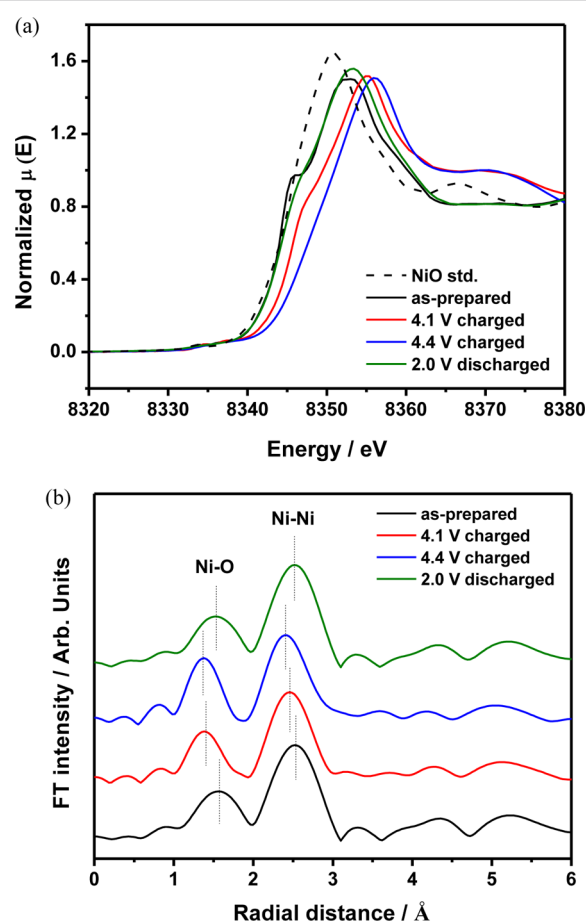 (a)
Normalized μ (E)
1.6
1.2
0.8
0.4
0.0
NiO std.
as-prepared
4.1 V charged
4.4 V charged
2.0 V discharged
8320 8330 8340 8350 8360 8370 8380
Energy / eV
(b)
FT intensity / Arb. Units
Ni-Ni
Ni-O
as-prepared
4.1 V charged
4.4 V charged
2.0 V discharged
0 1 2 3 4 5 6
Radial distance / Å